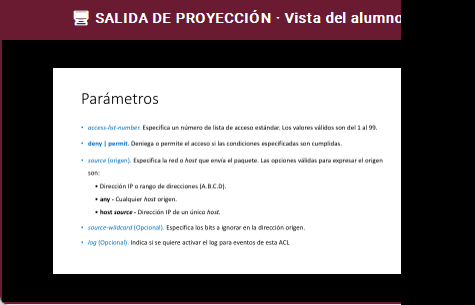 SALIDA DE PROYECCIÓN · Vista del alumno
Parámetros
• access-list-number. Especifica un número de lista de acceso estándar. Los valores válidos son del 1 al 99.
• deny | permit. Deniega o permite el acceso si las condiciones especificadas son cumplidas.
• source (origen). Especifica la red o host que envía el paquete. Las opciones válidas para expresar el origen
son:
• Dirección IP o rango de direcciones (A.B.C.D).
• any - Cualquier host origen.
• host source - Dirección IP de un único host.
• source-wildcard (Opcional). Especifica los bits a ignorar en la dirección origen.
• log (Opcional). Indica si se quiere activar el log para eventos de esta ACL